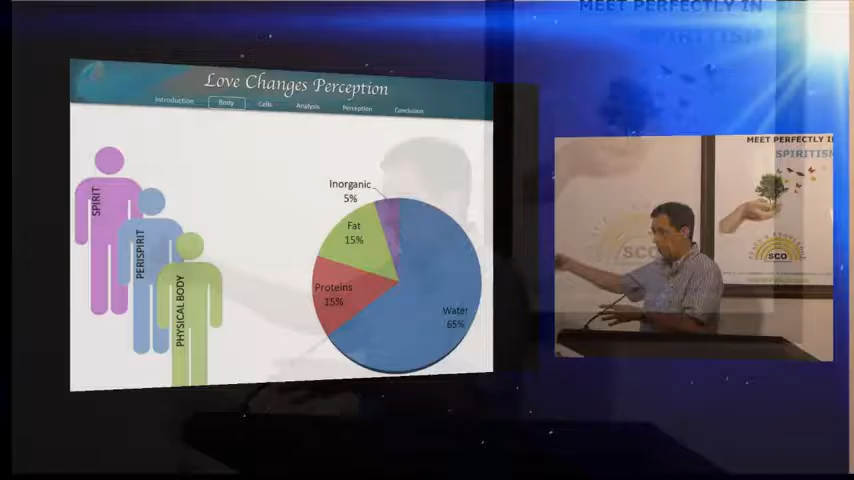 MEET PERFECTLY IN
SPIRITISM
Love Changes Perception
Introduction Body Cells Analysis Perception Conclusion
SPIRIT
PERISPIRIT
PHYSICAL BODY
Inorganic
5%
Fat
15%
Proteins
15%
Water
65%
MEET PERFECTLY I
SPIRITISM
SCO